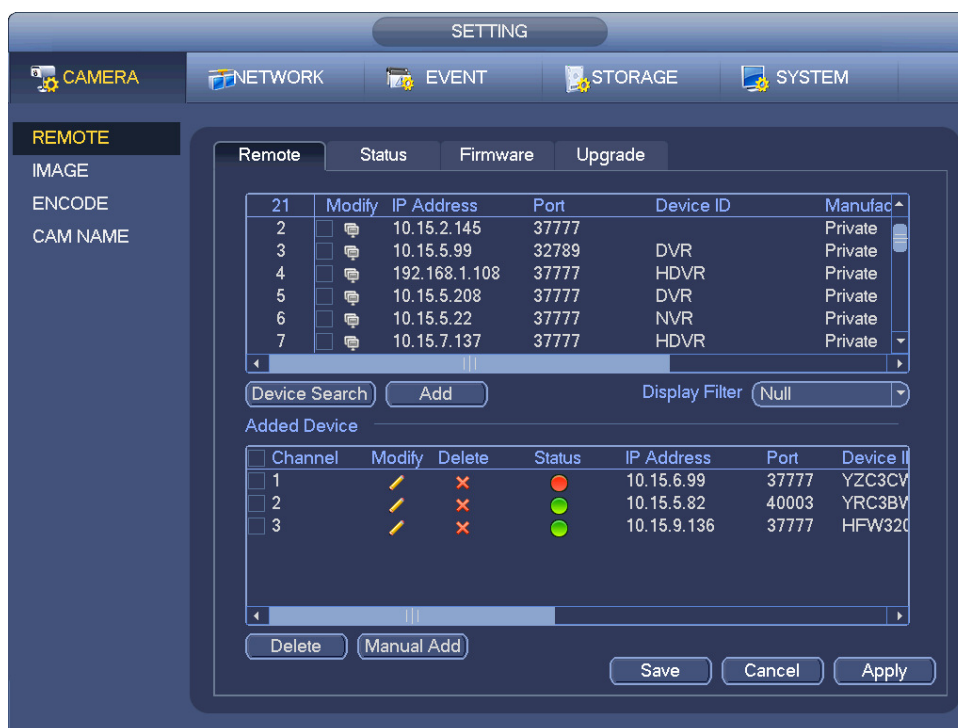 SETTING
CAMERA NETWORK EVENT STORAGE SYSTEM
REMOTE
IMAGE
ENCODE
CAM NAME
Remote Status Firmware Upgrade
21 Modify IP Address Port Device ID Manufac
2 10.15.2.145 37777 Private
3 10.15.5.99 32789 DVR Private
4 192.168.1.108 37777 HDVR Private
5 10.15.5.208 37777 DVR Private
6 10.15.5.22 37777 NVR Private
7 10.15.7.137 37777 HDVR Private
Device Search Add Display Filter Null
Added Device
Channel Modify Delete Status IP Address Port Device I
1 10.15.6.99 37777 YZC3CV
2 10.15.5.82 40003 YRC3BV
3 10.15.9.136 37777 HFW320
Delete Manual Add
Save Cancel Apply